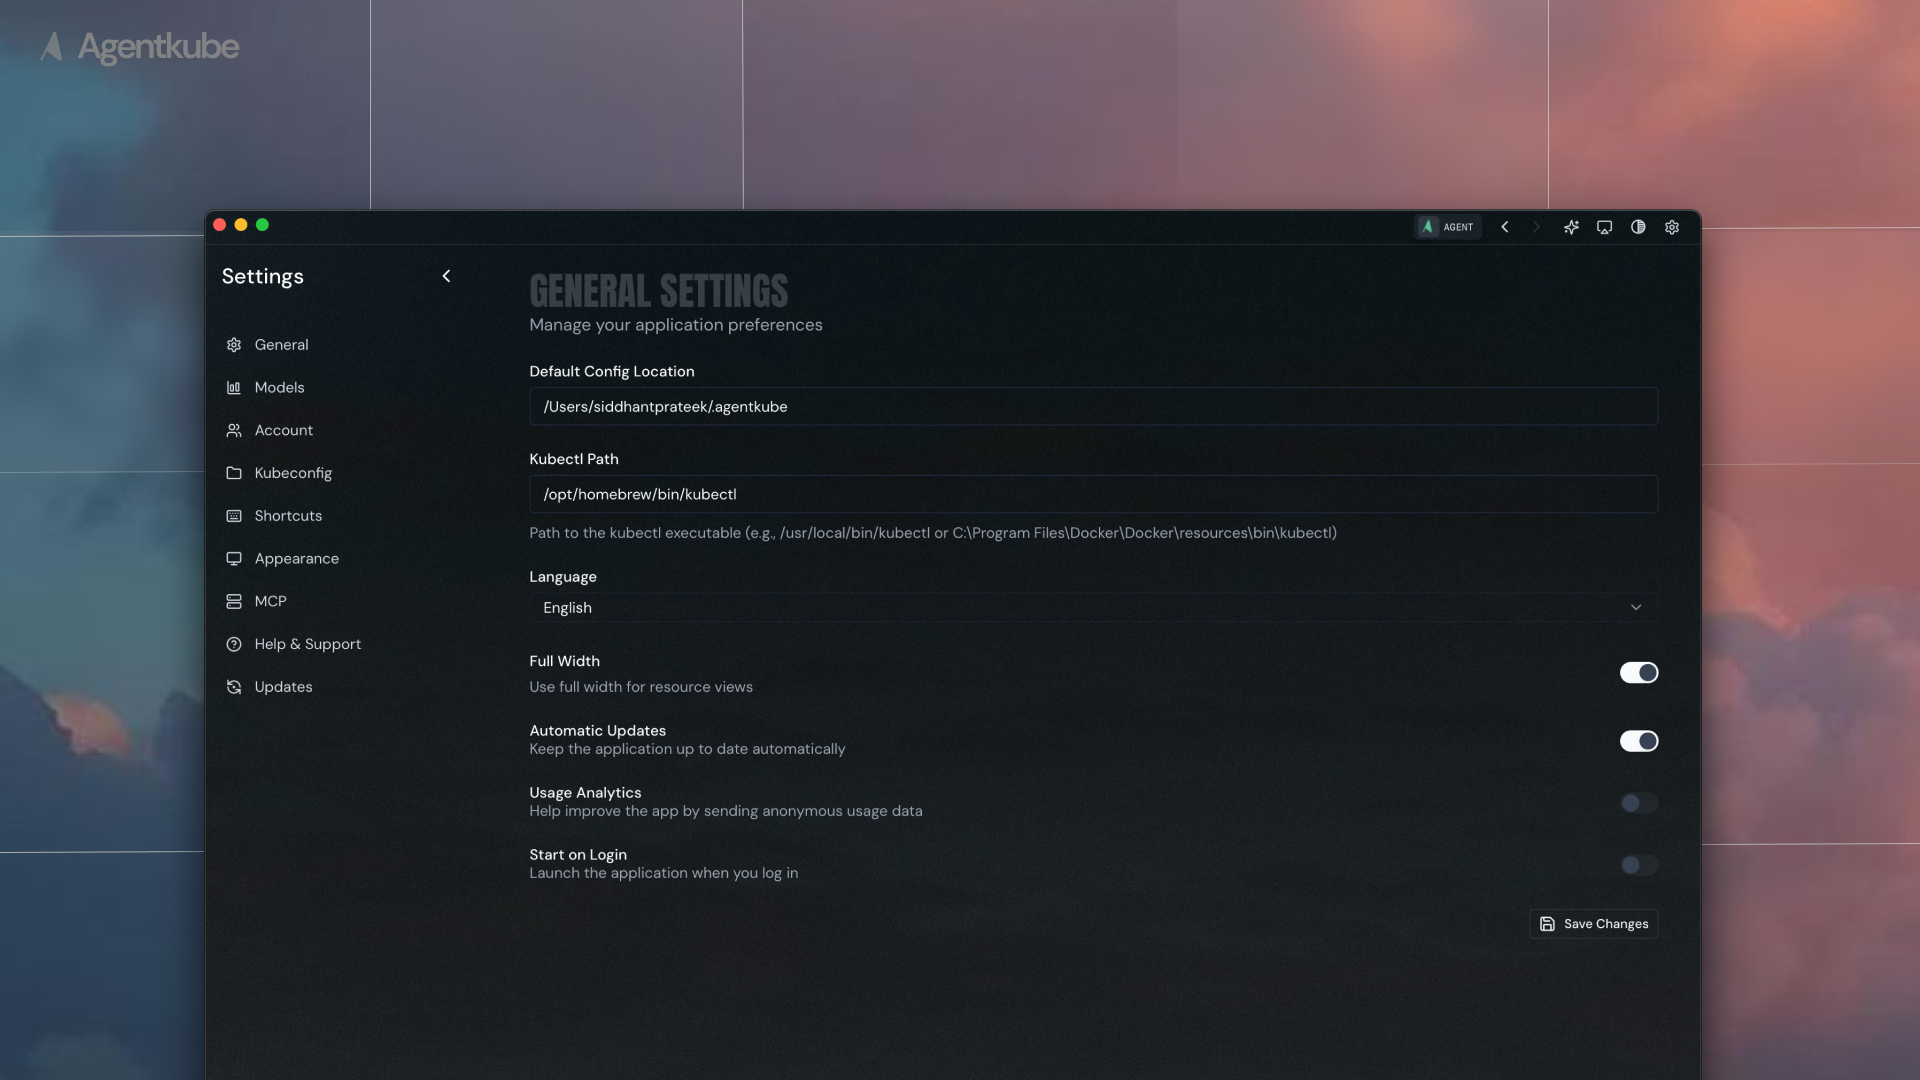 Agentkube
AGENT
Settings
General
Models
Account
Kubeconfig
Shortcuts
Appearance
MCP
Help & Support
Updates
GENERAL SETTINGS
Manage your application preferences
Default Config Location
/Users/siddhantprateek/.agentkube
Kubectl Path
/opt/homebrew/bin/kubectl
Path to the kubectl executable (e.g., /usr/local/bin/kubectl or C:\Program Files\Docker\Docker\resources\bin\kubectl)
Language
English
Full Width
Use full width for resource views
Automatic Updates
Keep the application up to date automatically
Usage Analytics
Help improve the app by sending anonymous usage data
Start on Login
Launch the application when you log in
Save Changes